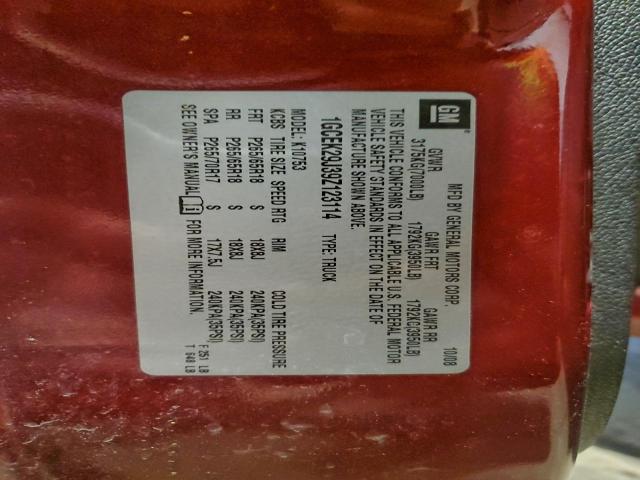 GM
MFD BY GENERAL MOTORS CORP. 10/08
GVWR GAWR FRT GAWR RR
3175KG(7000LB) 1792KG(3950LB) 1792KG(3950LB)
THIS VEHICLE CONFORMS TO ALL APPLICABLE U.S. FEDERAL MOTOR
VEHICLE SAFETY STANDARDS IN EFFECT ON THE DATE OF
MANUFACTURE SHOWN ABOVE.
1GCEK29J39Z123114 TYPE: TRUCK
MODEL: K10753
KCBS TIRE SIZE SPEED RTG RIM COLD TIRE PRESSURE
FRT P265/65R18 S 18X8J 240KPA(35PSI)
RR P265/65R18 S 18X8J 240KPA(35PSI)
SPA P265/70R17 S 17X7.5J 240KPA(35PSI)
SEE OWNER'S MANUAL FOR MORE INFORMATION.
F 251 LB
T 648 LB